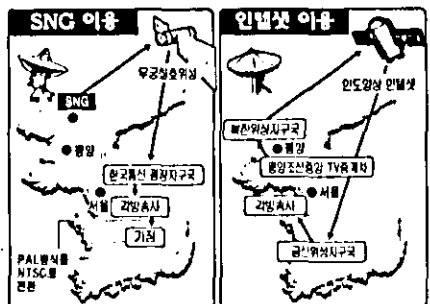 SNG 이용
무궁화호위성
SNG
평양
한국통신 광장지구국
서울
각방송사
가정
PAL방식을
NTSC로
전환
인텔샛 이용
인도양상 인텔샛
북한위성지구국
평양
평양조선중앙 TV중계차
서울
각방송사
금산위성지구국